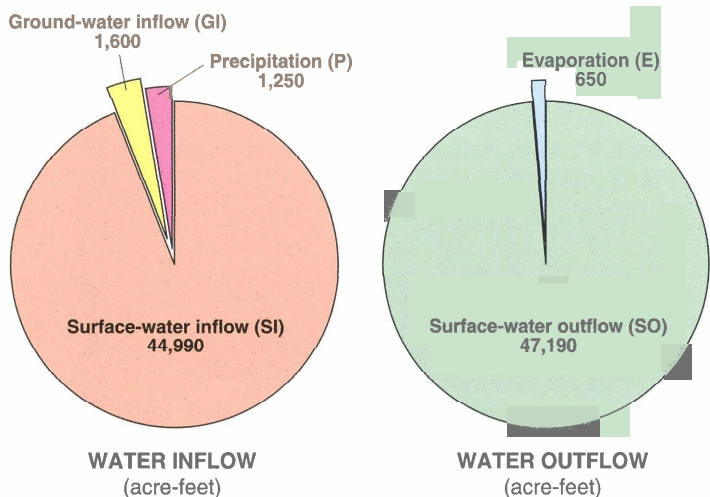 Ground-water inflow (GI)
1,600
Precipitation (P)
1,250
Surface-water inflow (SI)
44,990
WATER INFLOW
(acre-feet)
Evaporation (E)
650
Surface-water outflow (SO)
47,190
WATER OUTFLOW
(acre-feet)